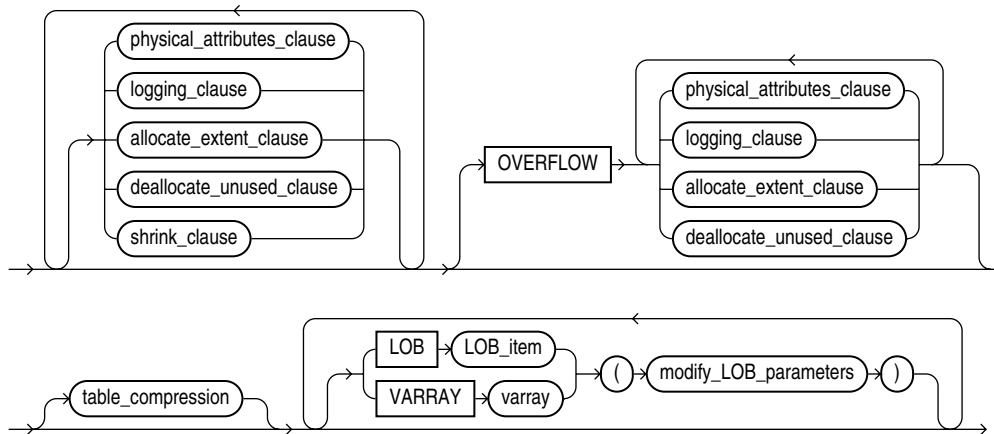 physical_attributes_clause
logging_clause
allocate_extent_clause
deallocate_unused_clause
shrink_clause
OVERFLOW
physical_attributes_clause
logging_clause
allocate_extent_clause
deallocate_unused_clause
table_compression
LOB LOB_item
VARRAY varray
( modify_LOB_parameters )